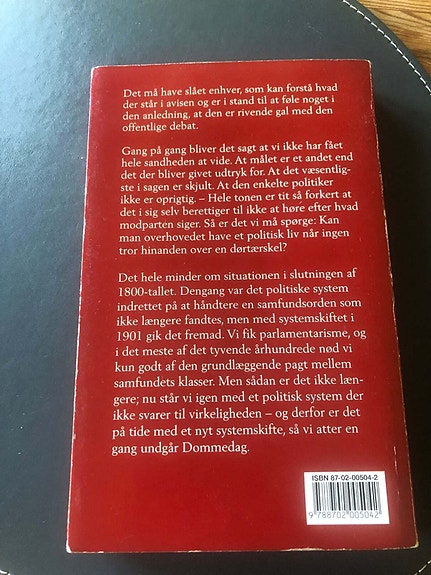 Det må have slået enhver, som kan forstå hvad
der står i avisen og er i stand til at føle noget i
den anledning, at den er rivende gal med den
offentlige debat.
Gang på gang bliver det sagt at vi ikke har fået
hele sandheden at vide. At målet er et andet end
det der bliver givet udtryk for. At det væsentlig-
ste i sagen er skjult. At den enkelte politiker
ikke er oprigtig. – Hele tonen er tit så forkert at
det i sig selv berettiger til ikke at høre efter hvad
modparten siger. Så er det vi må spørge: Kan
man overhovedet have et politisk liv når ingen
tror hinanden over en dørtærskel?
Det hele minder om situationen i slutningen af
1800-tallet. Dengang var det politiske system
indrettet på at håndtere en samfundsorden som
ikke længere fandtes, men med systemskiftet i
1901 gik det fremad. Vi fik parlamentarisme, og
i det meste af det tyvende århundrede nød vi
kun godt af den grundlæggende pagt mellem
samfundets klasser. Men sådan er det ikke læn-
gere; nu står vi igen med et politisk system der
ikke svarer til virkeligheden – og derfor er det
på tide med et nyt systemskifte, så vi atter en
gang undgår Dommedag.
ISBN 87-02-00504-2
9 788702 005042